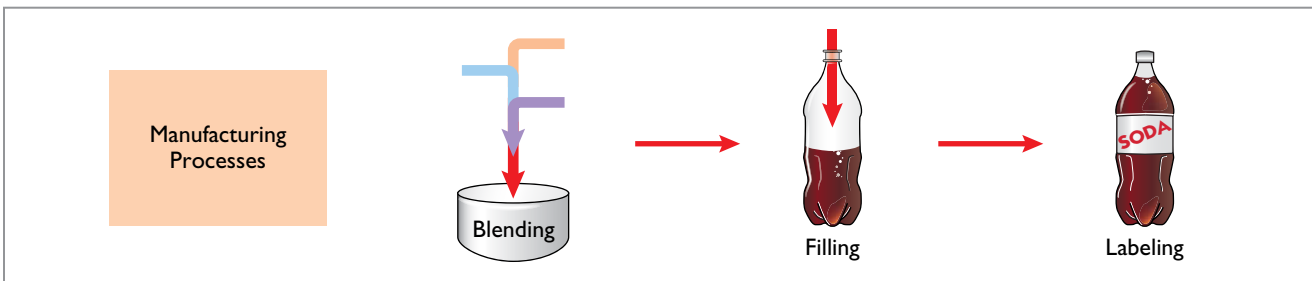 Manufacturing
Processes
Blending
Filling
SODA
Labeling